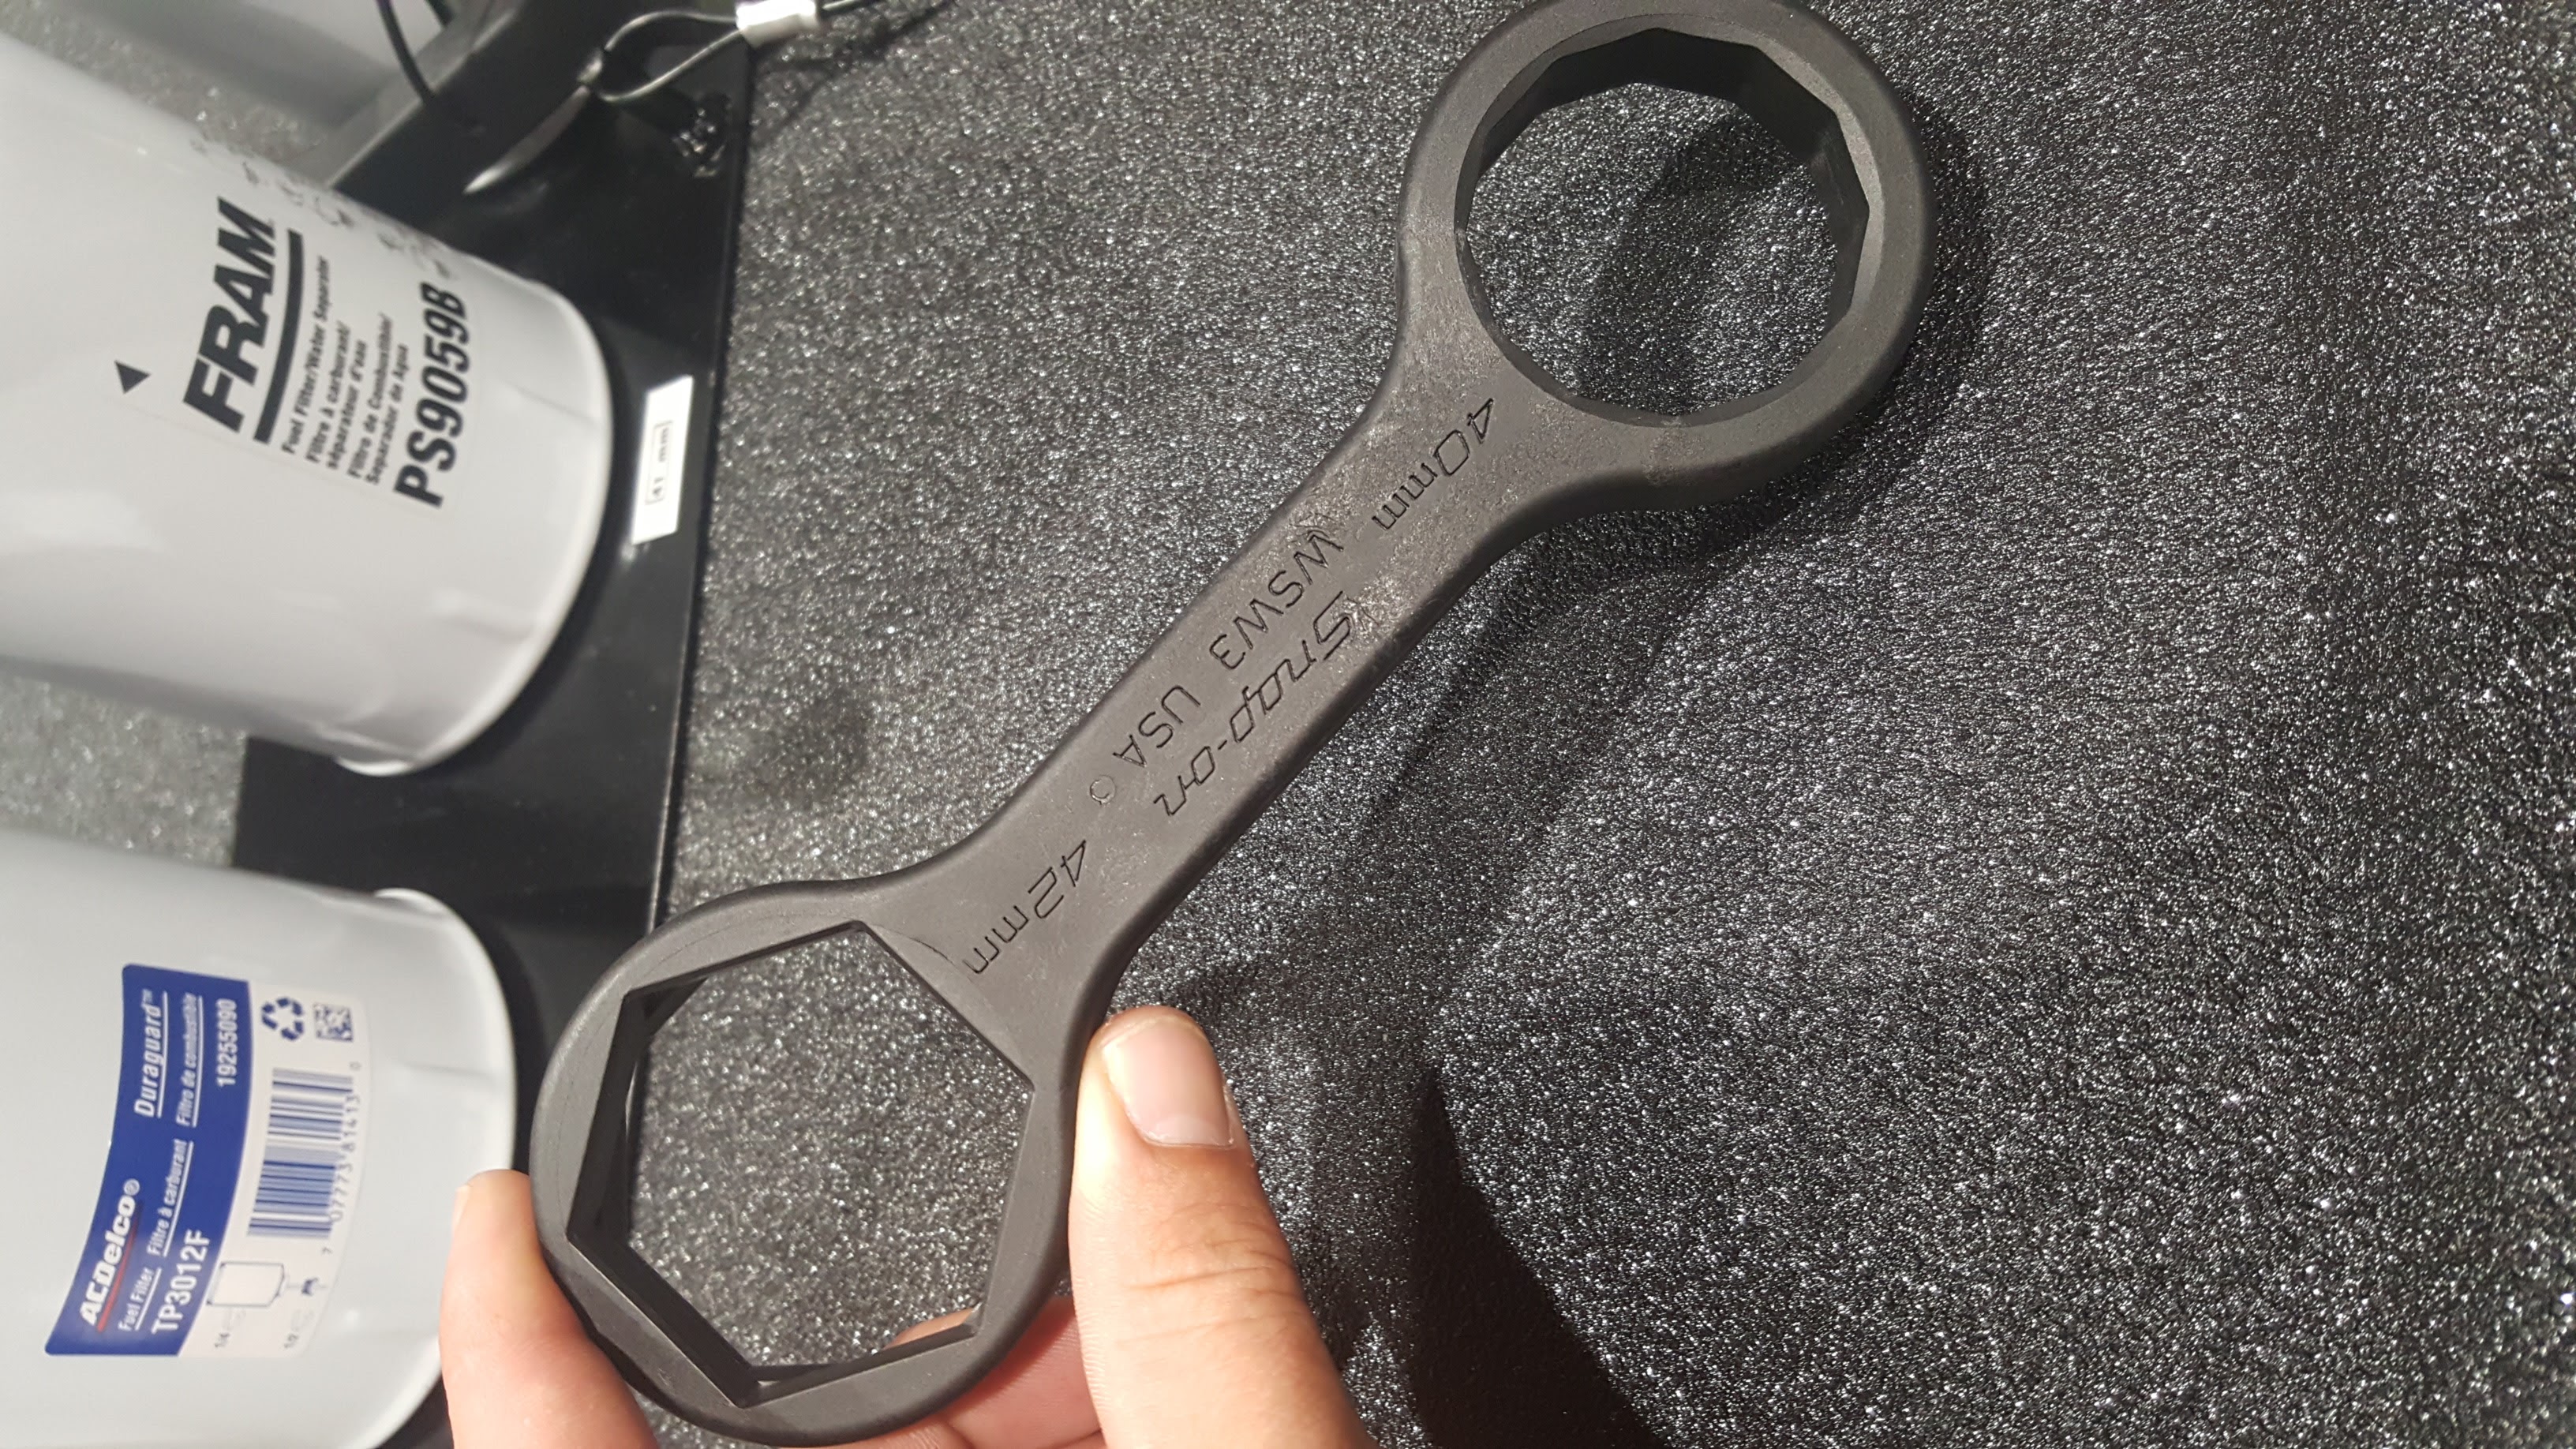 ACDelco®
Duraguard™
Fuel Filter Filtre à carburant Filtro de combustible
TP3012F
19255090
7 07773 81413 0
FRAM
Fuel Filter/Water Separator
Filtre à carburant/
séparateur d'eau
Filtro de Combustible/
Separador de Agua
PS9059B
41 mm
42mm
WSW3 USA
Snap-on
40mm